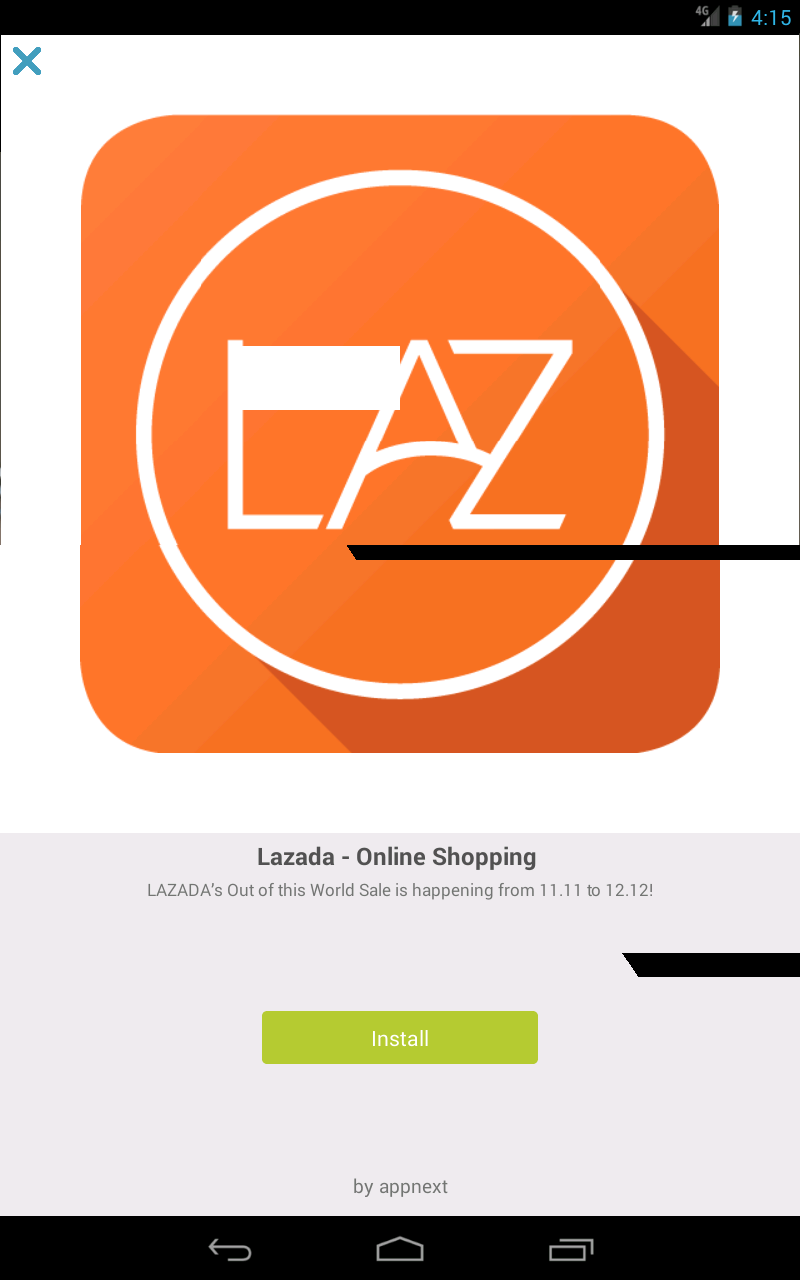 4G 4:15
LAZ
Lazada - Online Shopping
LAZADA’s Out of this World Sale is happening from 11.11 to 12.12!
Install
by appnext